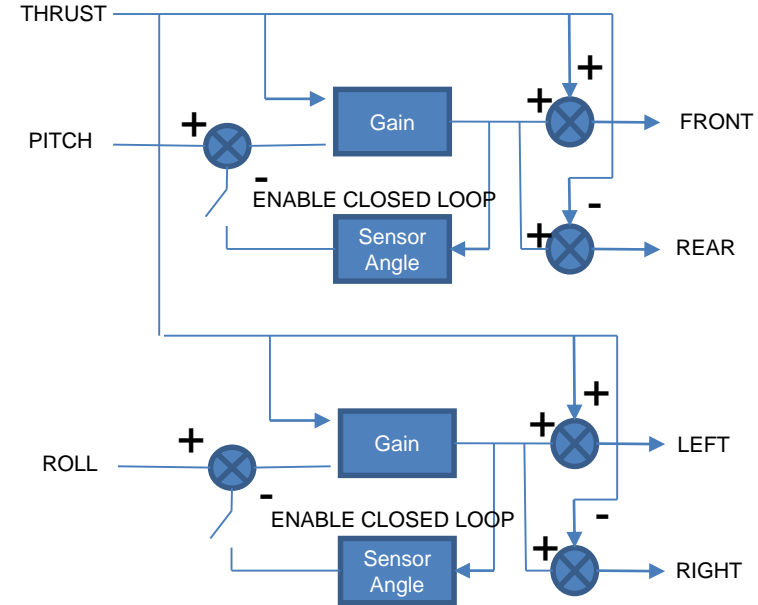 THRUST
+
+
+
Gain
FRONT
PITCH
-
ENABLE CLOSED LOOP
-
+
Sensor
Angle
REAR
+
+
+
Gain
LEFT
ROLL
-
ENABLE CLOSED LOOP
-
+
Sensor
Angle
RIGHT